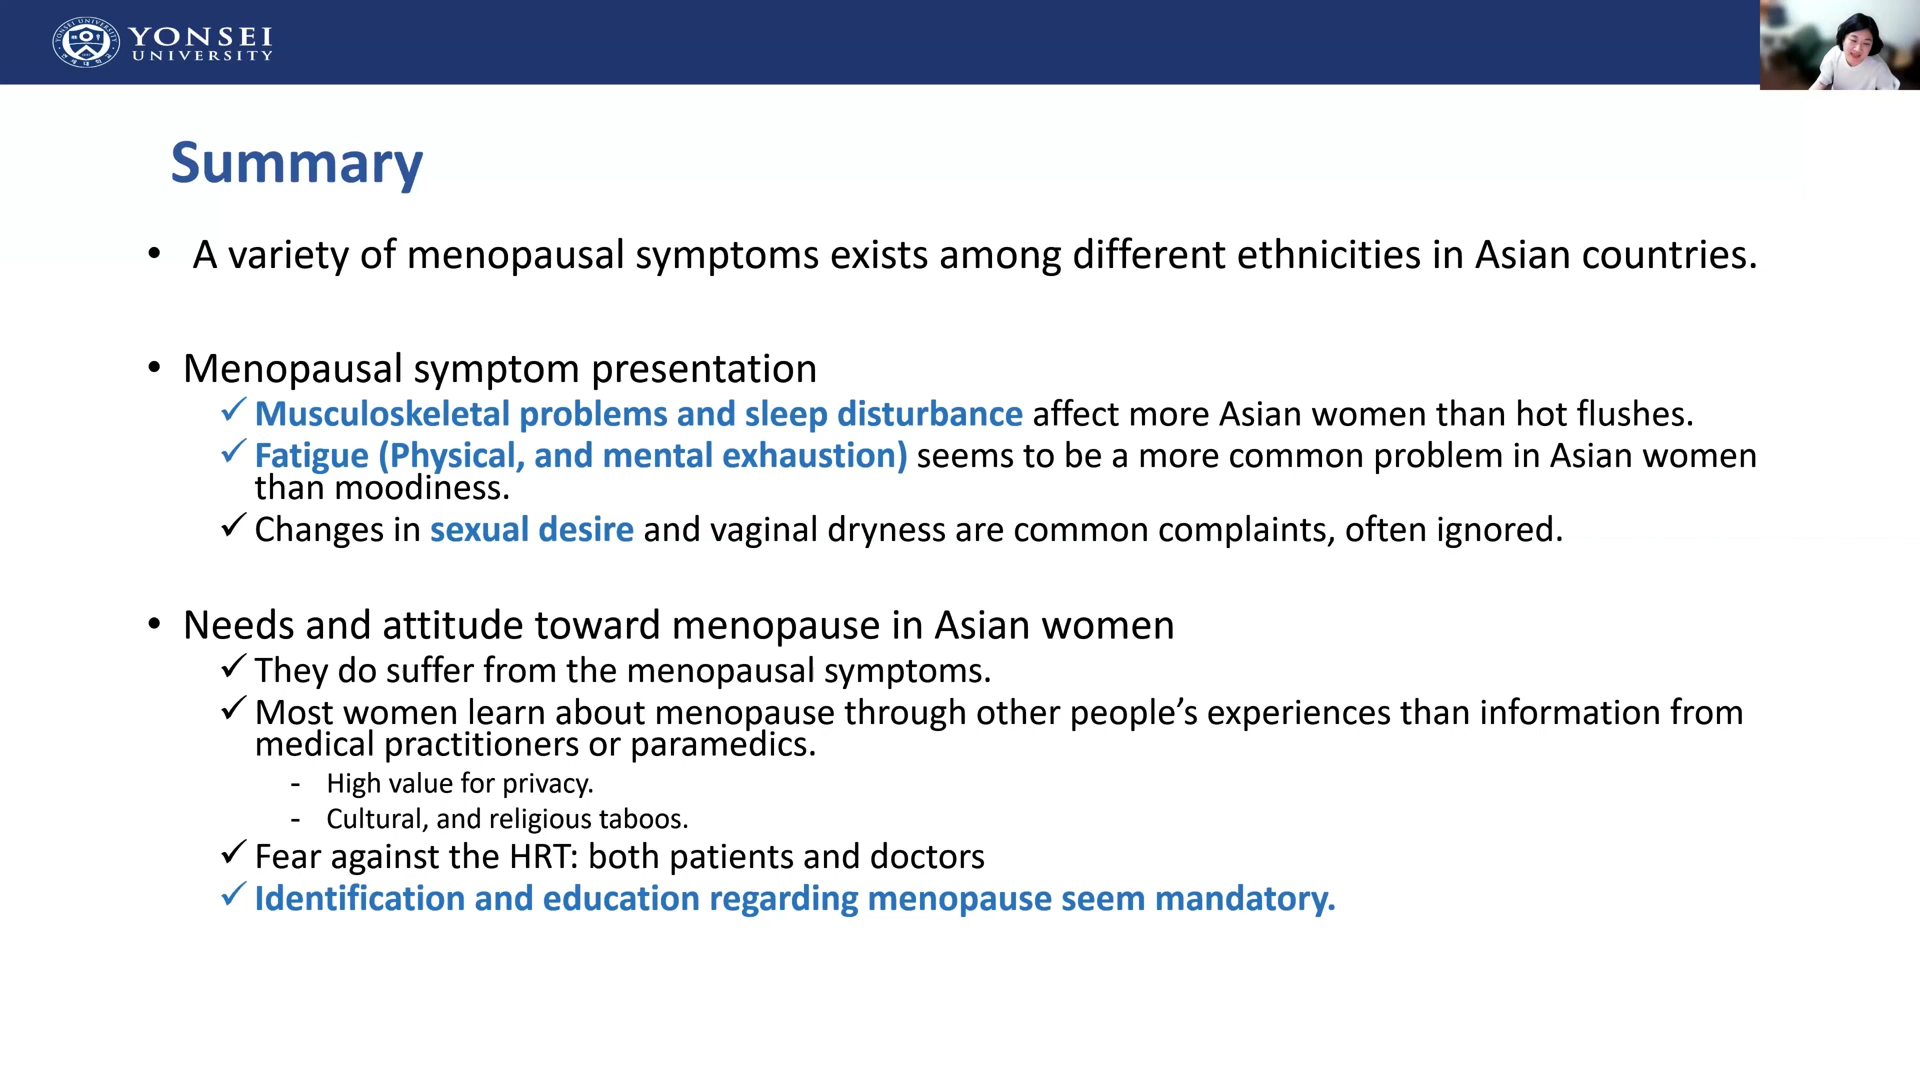 YONSEI
UNIVERSITY
Summary
• A variety of menopausal symptoms exists among different ethnicities in Asian countries.
• Menopausal symptom presentation
✓ Musculoskeletal problems and sleep disturbance affect more Asian women than hot flushes.
✓ Fatigue (Physical, and mental exhaustion) seems to be a more common problem in Asian women
than moodiness.
✓ Changes in sexual desire and vaginal dryness are common complaints, often ignored.
• Needs and attitude toward menopause in Asian women
✓ They do suffer from the menopausal symptoms.
✓ Most women learn about menopause through other people’s experiences than information from
medical practitioners or paramedics.
- High value for privacy.
- Cultural, and religious taboos.
✓ Fear against the HRT: both patients and doctors
✓ Identification and education regarding menopause seem mandatory.